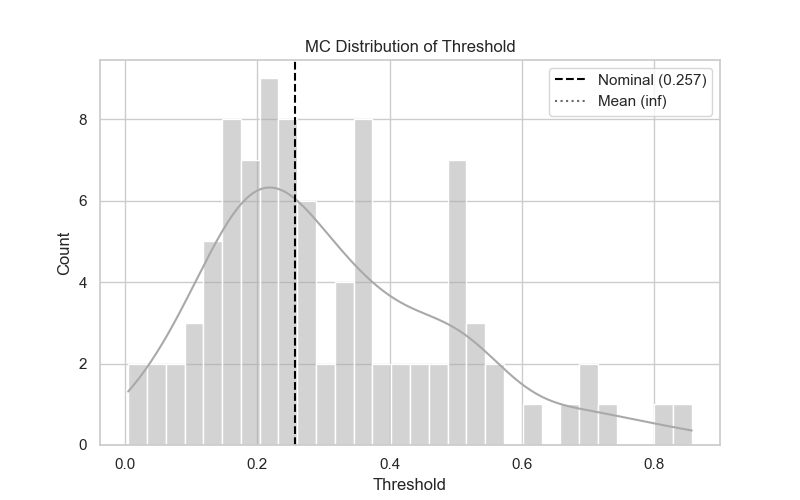 MC Distribution of Threshold
Nominal (0.257)
Mean (inf)
Count
8
6
4
2
0
0.0 0.2 0.4 0.6 0.8
Threshold